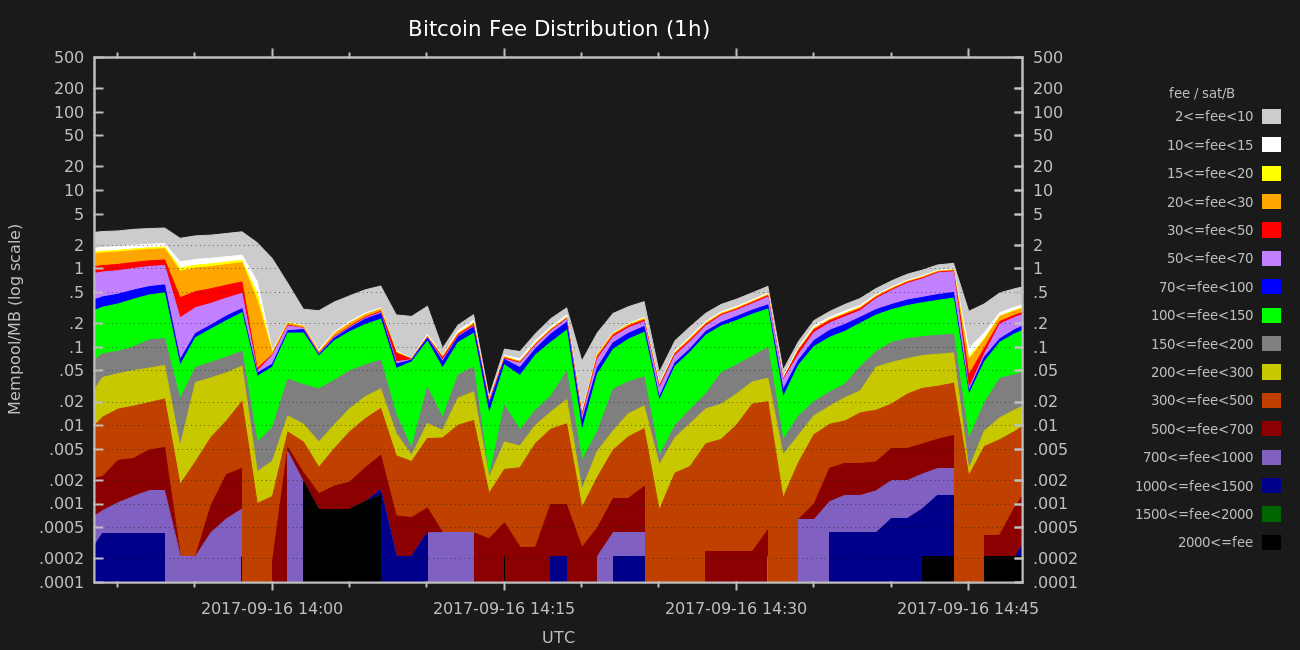 Bitcoin Fee Distribution (1h)
500
200
100
50
20
10
5
2
1
.5
.2
.1
.05
.02
.01
.005
.002
.001
.0005
.0002
.0001
Mempool/MB (log scale)
500
200
100
50
20
10
5
2
1
.5
.2
.1
.05
.02
.01
.005
.002
.001
.0005
.0002
.0001
2017-09-16 14:00
2017-09-16 14:15
2017-09-16 14:30
2017-09-16 14:45
UTC
fee / sat/B
2<=fee<10
10<=fee<15
15<=fee<20
20<=fee<30
30<=fee<50
50<=fee<70
70<=fee<100
100<=fee<150
150<=fee<200
200<=fee<300
300<=fee<500
500<=fee<700
700<=fee<1000
1000<=fee<1500
1500<=fee<2000
2000<=fee